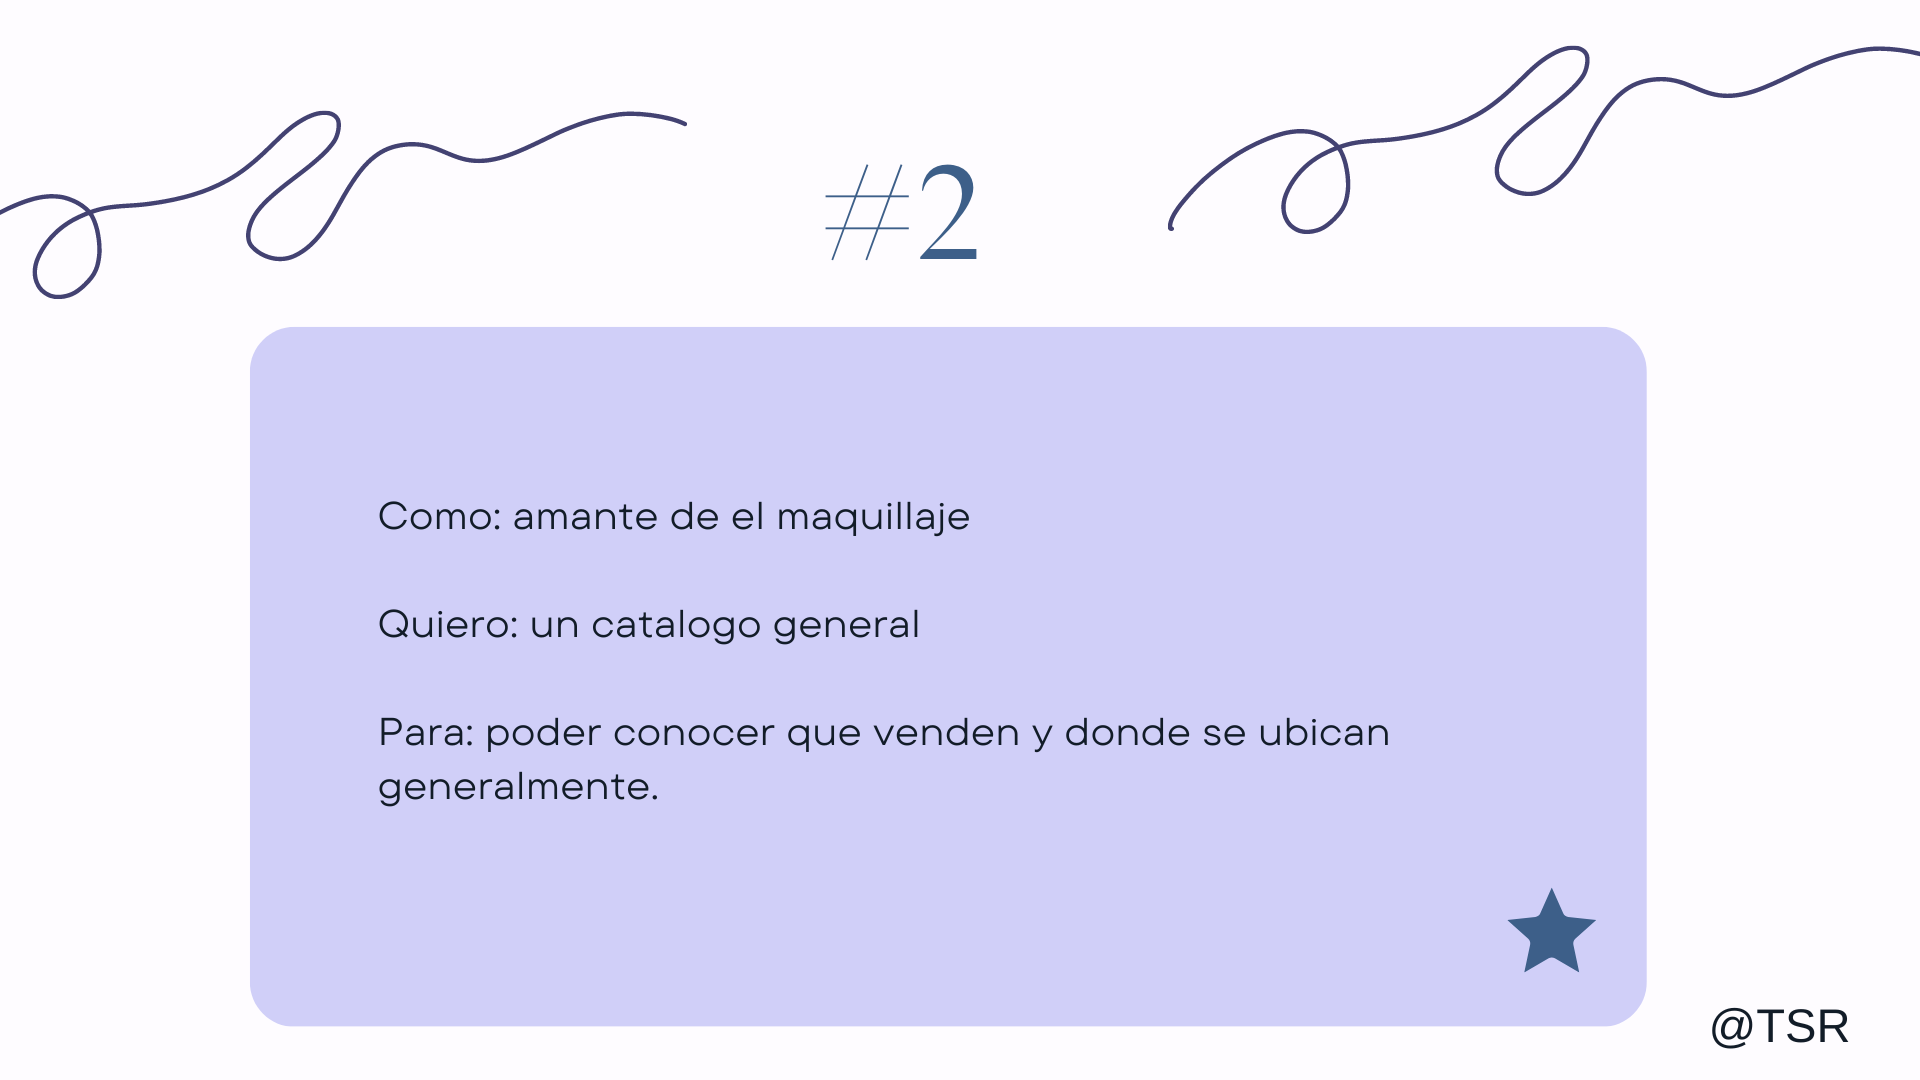 #2
Como: amante de el maquillaje
Quiero: un catalogo general
Para: poder conocer que venden y donde se ubican
generalmente.
@TSR